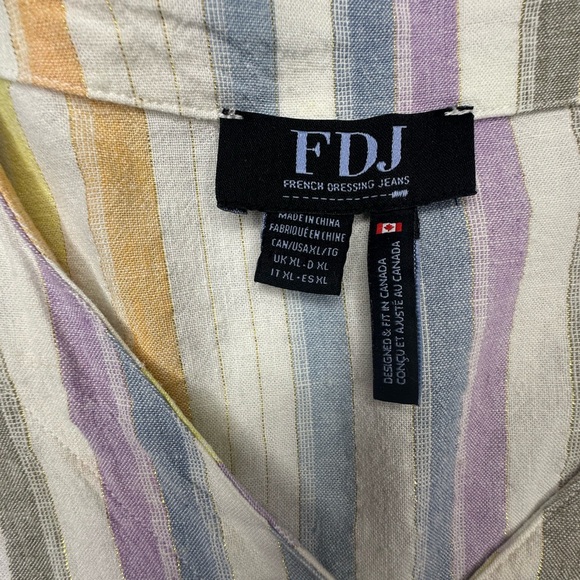 FDJ
FRENCH DRESSING JEANS
MADE IN CHINA
FABRIQUÉ EN CHINE
CAN/USA XL/TG
UK XL - D XL
IT XL - ES XL
DESIGNED & FIT IN CANADA
CONÇU ET AJUSTÉ AU CANADA